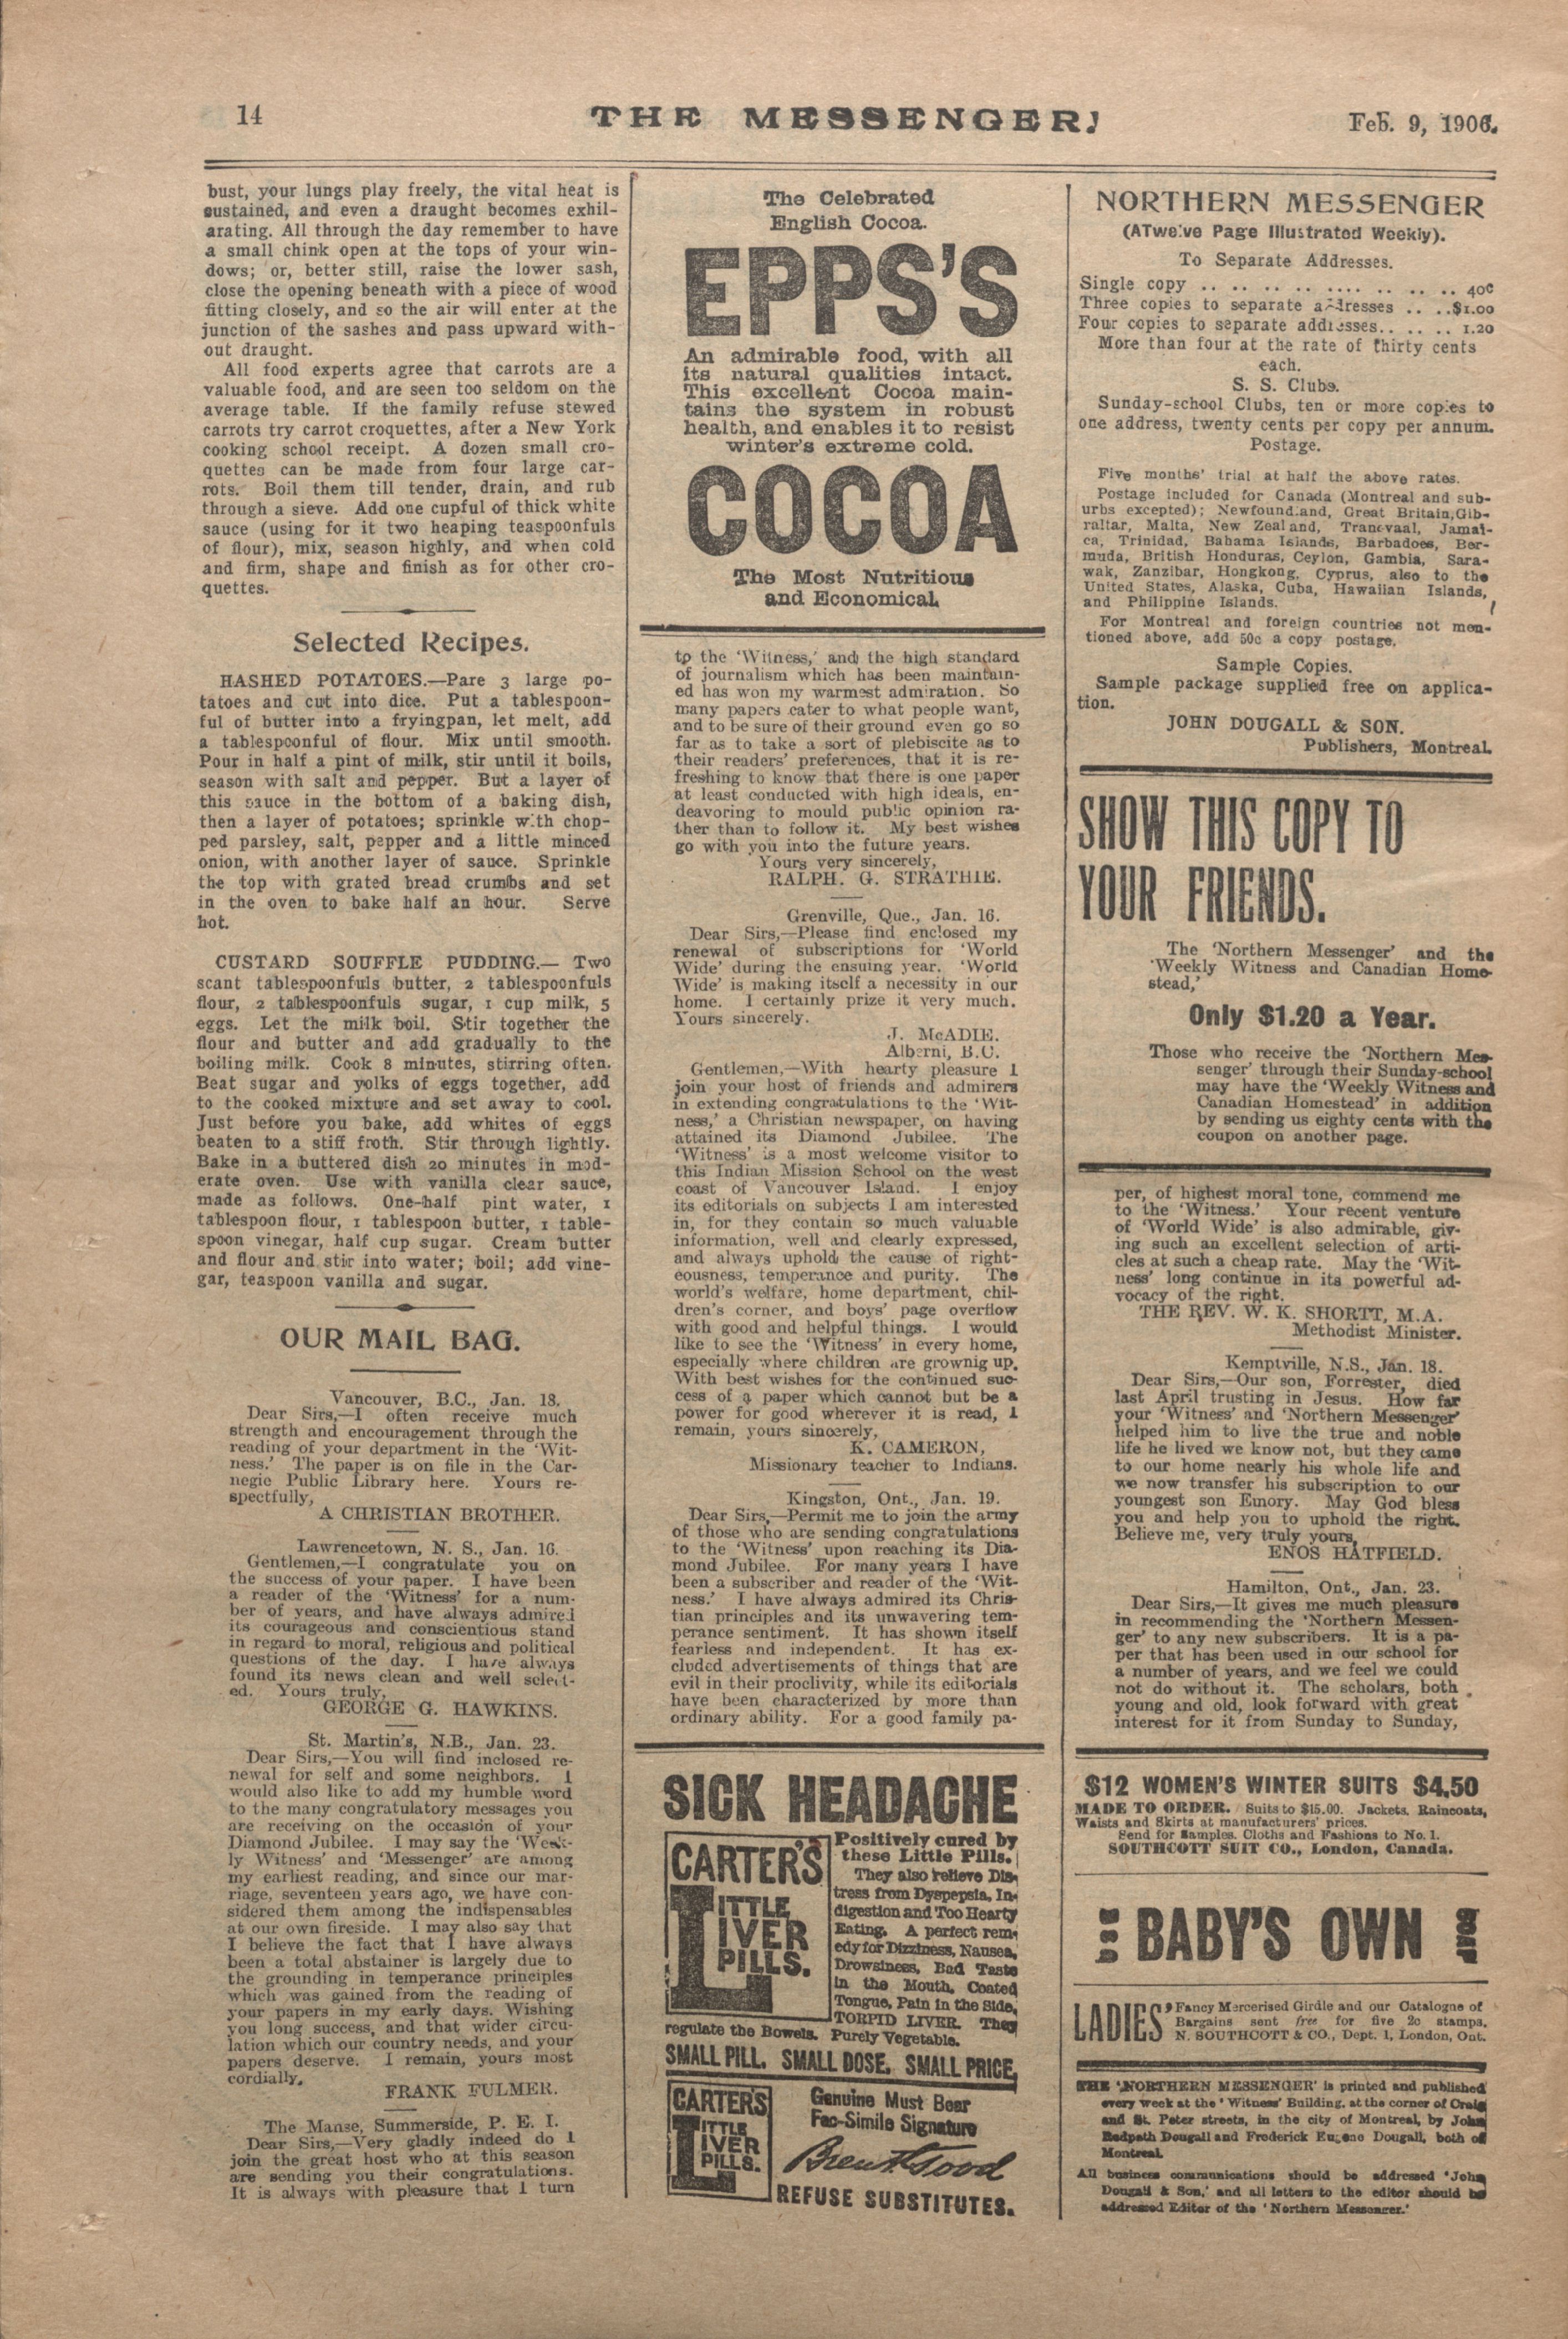 14
THE MESSENGER.
Feb. 9, 1906.
bust, your lungs play freely, the vital heat is
sustained, and even a draught becomes exhil-
arating. All through the day remember to have
a small chink open at the tops of your win-
dows; or, better still, raise the lower sash,
close the opening beneath with a piece of wood
fitting closely, and so the air will enter at the
junction of the sashes and pass upward with-
out draught.
All food experts agree that carrots are a
valuable food, and are seen too seldom on the
average table. If the family refuse stewed
carrots try carrot croquettes, after a New York
cooking school receipt. A dozen small cro-
quettes can be made from four large car-
rots. Boil them till tender, drain, and rub
through a sieve. Add one cupful of thick white
sauce (using for it two heaping teaspoonfuls
of flour), mix, season highly, and when cold
and firm, shape and finish as for other cro-
quettes.
Selected Recipes.
HASHED POTATOES.—Pare 3 large po-
tatoes and cut into dice. Put a tablespoon-
ful of butter into a fryingpan, let melt, add
a tablespoonful of flour. Mix until smooth.
Pour in half a pint of milk, stir until it boils,
season with salt and pepper. But a layer of
this sauce in the bottom of a baking dish,
then a layer of potatoes; sprinkle with chop-
ped parsley, salt, pepper and a little minced
onion, with another layer of sauce. Sprinkle
the top with grated bread crumbs and set
in the oven to bake half an hour. Serve
hot.
CUSTARD SOUFFLE PUDDING.— Two
scant tablespoonfuls butter, 2 tablespoonfuls
flour, 2 tablespoonfuls sugar, 1 cup milk, 5
eggs. Let the milk boil. Stir together the
flour and butter and add gradually to the
boiling milk. Cook 8 minutes, stirring often.
Beat sugar and yolks of eggs together, add
to the cooked mixture and set away to cool.
Just before you bake, add whites of eggs
beaten to a stiff froth. Stir through lightly.
Bake in a buttered dish 20 minutes in mod-
erate oven. Use with vanilla clear sauce,
made as follows. One-half pint water, 1
tablespoon flour, 1 tablespoon butter, 1 table-
spoon vinegar, half cup sugar. Cream butter
and flour and stir into water; boil; add vine-
gar, teaspoon vanilla and sugar.
OUR MAIL BAG.
Vancouver, B.C., Jan. 18.
Dear Sirs,—I often receive much
strength and encouragement through the
reading of your department in the 'Wit-
ness.' The paper is on file in the Car-
negie Public Library here. Yours re-
spectfully,
A CHRISTIAN BROTHER.
Lawrencetown, N. S., Jan. 16.
Gentlemen,—I congratulate you on
the success of your paper. I have been
a reader of the 'Witness' for a num-
ber of years, and have always admired
its courageous and conscientious stand
in regard to moral, religious and political
questions of the day. I have always
found its news clean and well select-
ed. Yours truly,
GEORGE G. HAWKINS.
St. Martin's, N.B., Jan. 23.
Dear Sirs,—You will find inclosed re-
newal for self and some neighbors. I
would also like to add my humble word
to the many congratulatory messages you
are receiving on the occasion of your
Diamond Jubilee. I may say the 'Week-
ly Witness' and 'Messenger' are among
my earliest reading, and since our mar-
riage, seventeen years ago, we have con-
sidered them among the indispensables
at our own fireside. I may also say that
I believe the fact that I have always
been a total abstainer is largely due to
the grounding in temperance principles
which was gained from the reading of
your papers in my early days. Wishing
you long success, and that wider circu-
lation which our country needs, and your
papers deserve. I remain, yours most
cordially,
FRANK FULMER.
The Manse, Summerside, P. E. I.
Dear Sirs,—Very gladly indeed do I
join the great host who at this season
are sending you their congratulations.
It is always with pleasure that I turn
The Celebrated
English Cocoa.
EPPS'S
An admirable food, with all
its natural qualities intact.
This excellent Cocoa main-
tains the system in robust
health, and enables it to resist
winter's extreme cold.
COCOA
The Most Nutritious
and Economical.
to the 'Witness,' and the high standard
of journalism which has been maintain-
ed has won my warmest admiration. So
many papers cater to what people want,
and to be sure of their ground even go so
far as to take a sort of plebiscite as to
their readers' preferences, that it is re-
freshing to know that there is one paper
at least conducted with high ideals, en-
deavoring to mould public opinion ra-
ther than to follow it. My best wishes
go with you into the future years.
Yours very sincerely,
RALPH. G. STRATHIE.
Grenville, Que., Jan. 16.
Dear Sirs,—Please find enclosed my
renewal of subscriptions for 'World
Wide' during the ensuing year. 'World
Wide' is making itself a necessity in our
home. I certainly prize it very much.
Yours sincerely.
J. McADIE.
Alberni, B.C.
Gentlemen,—With hearty pleasure I
join your host of friends and admirers
in extending congratulations to the 'Wit-
ness,' a Christian newspaper, on having
attained its Diamond Jubilee. The
'Witness' is a most welcome visitor to
this Indian Mission School on the west
coast of Vancouver Island. I enjoy
its editorials on subjects I am interested
in, for they contain so much valuable
information, well and clearly expressed,
and always uphold the cause of right-
eousness, temperance and purity. The
world's welfare, home department, chil-
dren's corner, and boys' page overflow
with good and helpful things. I would
like to see the 'Witness' in every home,
especially where children are grownig up.
With best wishes for the continued suc-
cess of a paper which cannot but be a
power for good wherever it is read, I
remain, yours sincerely,
K. CAMERON,
Missionary teacher to Indians.
Kingston, Ont., Jan. 19.
Dear Sirs,—Permit me to join the army
of those who are sending congratulations
to the 'Witness' upon reaching its Dia-
mond Jubilee. For many years I have
been a subscriber and reader of the 'Wit-
ness.' I have always admired its Chris-
tian principles and its unwavering tem-
perance sentiment. It has shown itself
fearless and independent. It has ex-
cluded advertisements of things that are
evil in their proclivity, while its editorials
have been characterized by more than
ordinary ability. For a good family pa-
SICK HEADACHE
CARTER'S
LITTLE
LIVER
PILLS.
Positively cured by
these Little Pills.
They also relieve Dis-
tress from Dyspepsia, In-
digestion and Too Hearty
Eating. A perfect rem-
edy for Dizziness, Nausea,
Drowsiness, Bad Taste
in the Mouth, Coated
Tongue, Pain in the Side,
TORPID LIVER. They
regulate the Bowels. Purely Vegetable.
SMALL PILL. SMALL DOSE. SMALL PRICE.
CARTER'S
LITTLE
LIVER
PILLS.
Genuine Must Bear
Fac-Simile Signature
Brent Good
REFUSE SUBSTITUTES.
NORTHERN MESSENGER
(A Twelve Page Illustrated Weekly).
To Separate Addresses.
Single copy .. .. .. .. .... .. .. .. .. 40c
Three copies to separate addresses .. ..$1.00
Four copies to separate addresses.. .. .. 1.20
More than four at the rate of thirty cents
each.
S. S. Clubs.
Sunday-school Clubs, ten or more copies to
one address, twenty cents per copy per annum.
Postage.
Five months' trial at half the above rates.
Postage included for Canada (Montreal and sub-
urbs excepted); Newfoundland, Great Britain, Gib-
raltar, Malta, New Zealand, Transvaal, Jamai-
ca, Trinidad, Bahama Islands, Barbadoes, Ber-
muda, British Honduras, Ceylon, Gambia, Sara-
wak, Zanzibar, Hongkong, Cyprus, also to the
United States, Alaska, Cuba, Hawaiian Islands,
and Philippine Islands.
For Montreal and foreign countries not men-
tioned above, add 50c a copy postage.
Sample Copies.
Sample package supplied free on applica-
tion.
JOHN DOUGALL & SON.
Publishers, Montreal.
SHOW THIS COPY TO
YOUR FRIENDS.
The 'Northern Messenger' and the
'Weekly Witness and Canadian Home-
stead,'
Only $1.20 a Year.
Those who receive the 'Northern Mes-
senger' through their Sunday-school
may have the 'Weekly Witness and
Canadian Homestead' in addition
by sending us eighty cents with the
coupon on another page.
per, of highest moral tone, commend me
to the 'Witness.' Your recent venture
of 'World Wide' is also admirable, giv-
ing such an excellent selection of arti-
cles at such a cheap rate. May the 'Wit-
ness' long continue in its powerful ad-
vocacy of the right.
THE REV. W. K. SHORTT, M.A.
Methodist Minister.
Kemptville, N.S., Jan. 18.
Dear Sirs,—Our son, Forrester, died
last April trusting in Jesus. How far
your 'Witness' and 'Northern Messenger'
helped him to live the true and noble
life he lived we know not, but they came
to our home nearly his whole life and
we now transfer his subscription to our
youngest son Emory. May God bless
you and help you to uphold the right.
Believe me, very truly yours,
ENOS HATFIELD.
Hamilton, Ont., Jan. 23.
Dear Sirs,—It gives me much pleasure
in recommending the 'Northern Messen-
ger' to any new subscribers. It is a pa-
per that has been used in our school for
a number of years, and we feel we could
not do without it. The scholars, both
young and old, look forward with great
interest for it from Sunday to Sunday,
$12 WOMEN'S WINTER SUITS $4.50
MADE TO ORDER. Suits to $15.00. Jackets, Raincoats,
Waists and Skirts at manufacturers' prices.
Send for Samples, Cloths and Fashions to No. 1.
SOUTHCOTT SUIT CO., London, Canada.
BABY'S OWN
LADIES' Fancy Mercerised Girdle and our Catalogue of
Bargains sent free for five 2c stamps.
N. SOUTHCOTT & CO., Dept. 1, London, Ont.
THE 'NORTHERN MESSENGER' is printed and published
every week at the 'Witness' Building, at the corner of Craig
and St. Peter streets, in the city of Montreal, by John
Redpath Dougall and Frederick Eugene Dougall, both of
Montreal.
All business communications should be addressed 'John
Dougall & Son,' and all letters to the editor should be
addressed Editor of the 'Northern Messenger.'